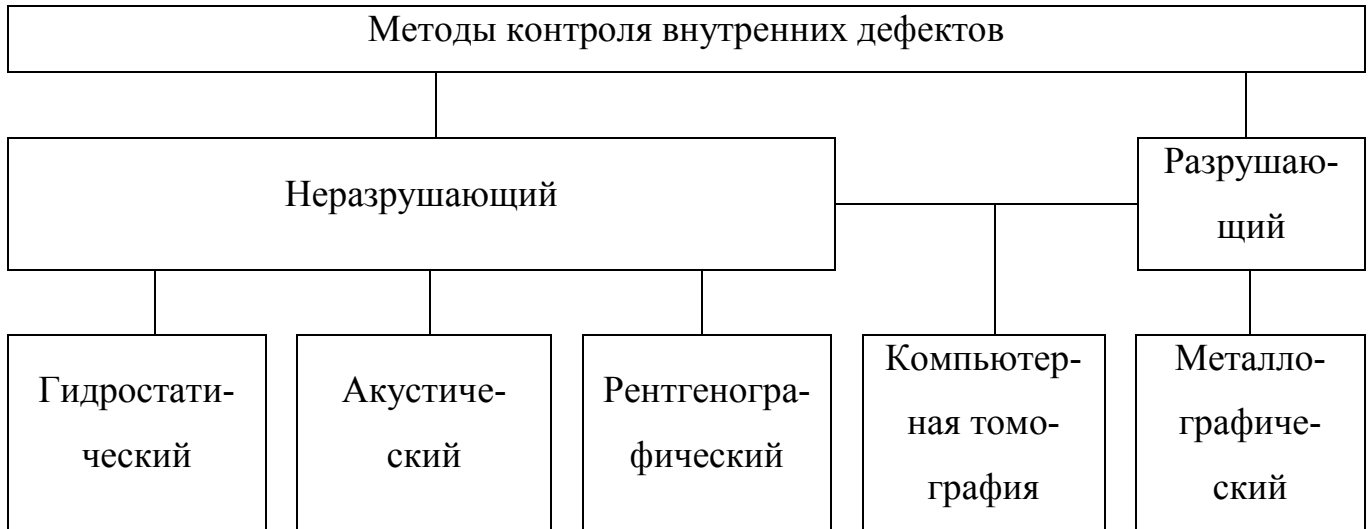 Методы контроля внутренних дефектов
Неразрушающий
Разрушаю-
щий
Гидростати-
ческий
Акустиче-
ский
Рентгеногра-
фический
Компьютер-
ная томо-
графия
Металло-
графиче-
ский